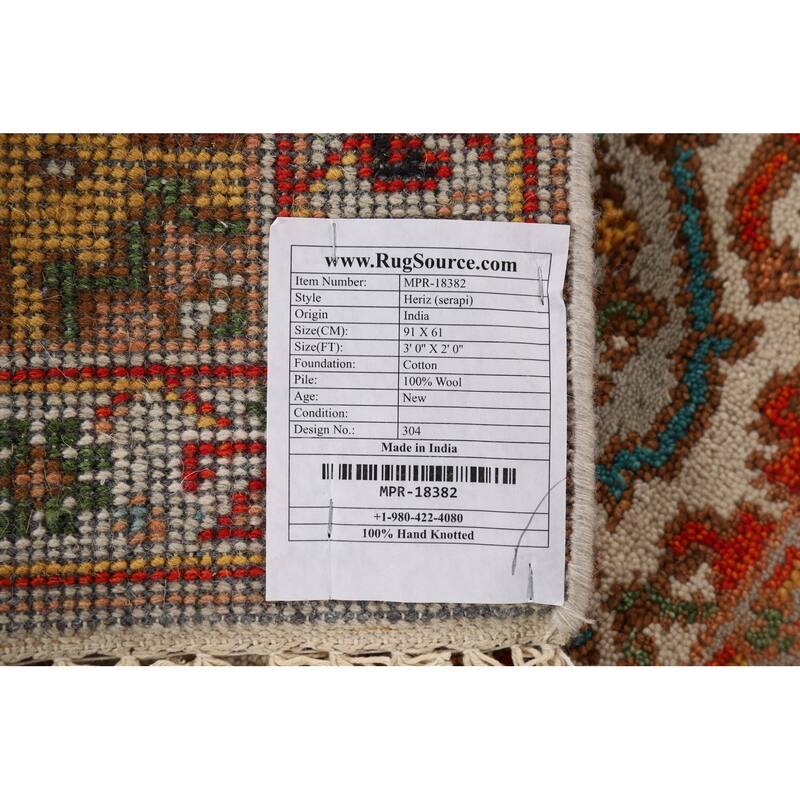 www.RugSource.com
Item Number: MPR-18382
Style Heriz (serapi)
Origin India
Size(CM): 91 X 61
Size(FT): 3' 0" X 2' 0"
Foundation: Cotton
Pile: 100% Wool
Age: New
Condition:
Design No.: 304
Made in India
MPR-18382
+1-980-422-4080
100% Hand Knotted